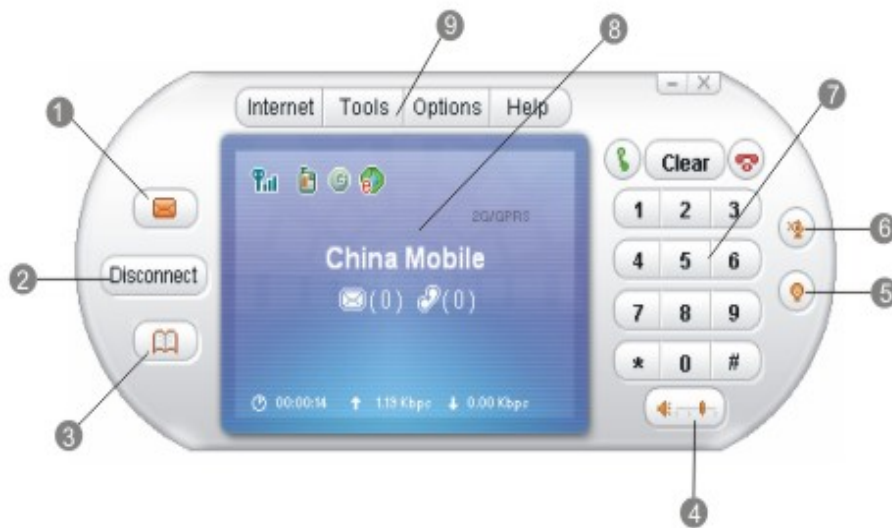 9
8
1
7
Internet Tools Options Help
Clear
2G/GPRS
1 2 3
6
China Mobile
4 5 6
2
Disconnect
5
(0) (0)
7 8 9
3
* 0 #
00:00:14 1.19 Kbps 0.00 Kbps
4